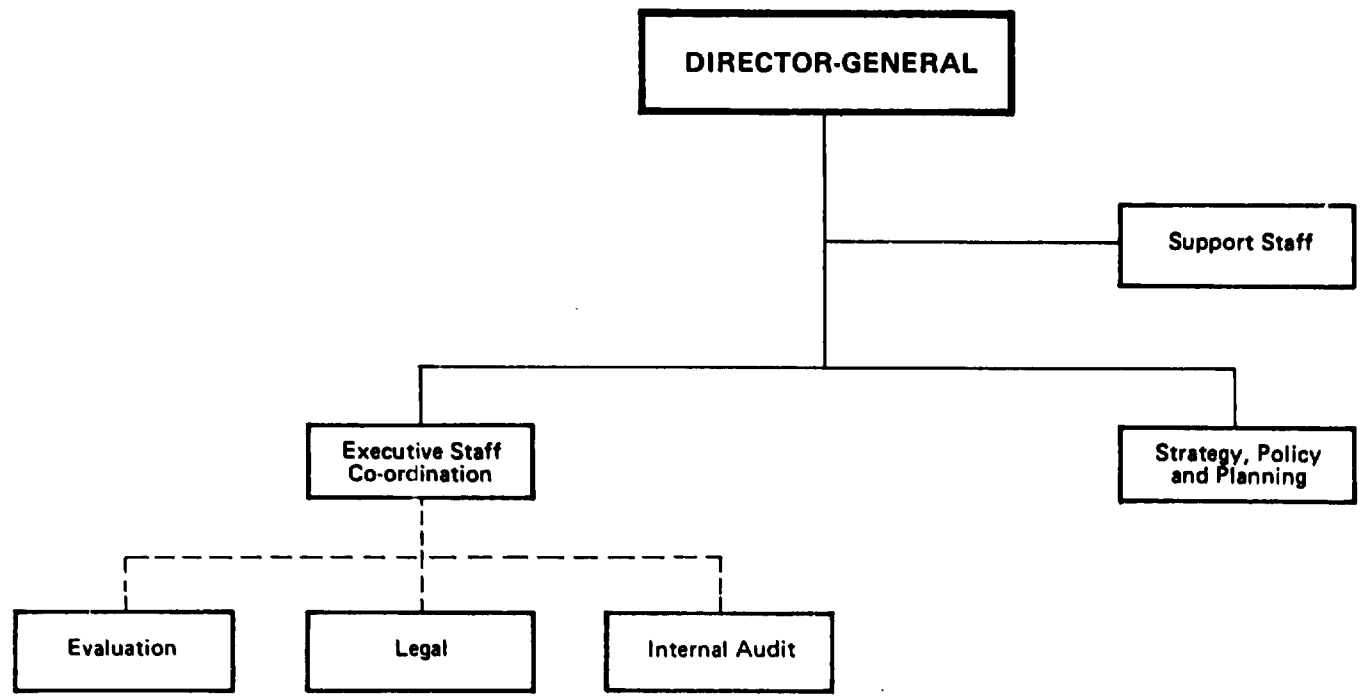 DIRECTOR-GENERAL
Support Staff
Executive Staff
Co-ordination
Strategy, Policy
and Planning
Evaluation
Legal
Internal Audit